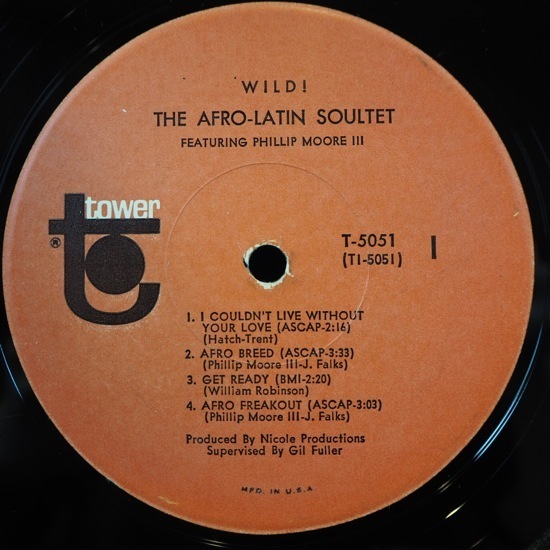 WILD!
THE AFRO-LATIN SOULTET
FEATURING PHILLIP MOORE III
tower
t
®
T-5051
(T1-5051)
1
1. I COULDN'T LIVE WITHOUT
YOUR LOVE (ASCAP-2:16)
(Hatch-Trent)
2. AFRO BREED (ASCAP-3:33)
(Phillip Moore III-J. Falks)
3. GET READY (BMI-2:20)
(William Robinson)
4. AFRO FREAKOUT (ASCAP-3:03)
(Phillip Moore III-J. Falks)
Produced By Nicole Productions
Supervised By Gil Fuller
MFD. IN U.S.A.